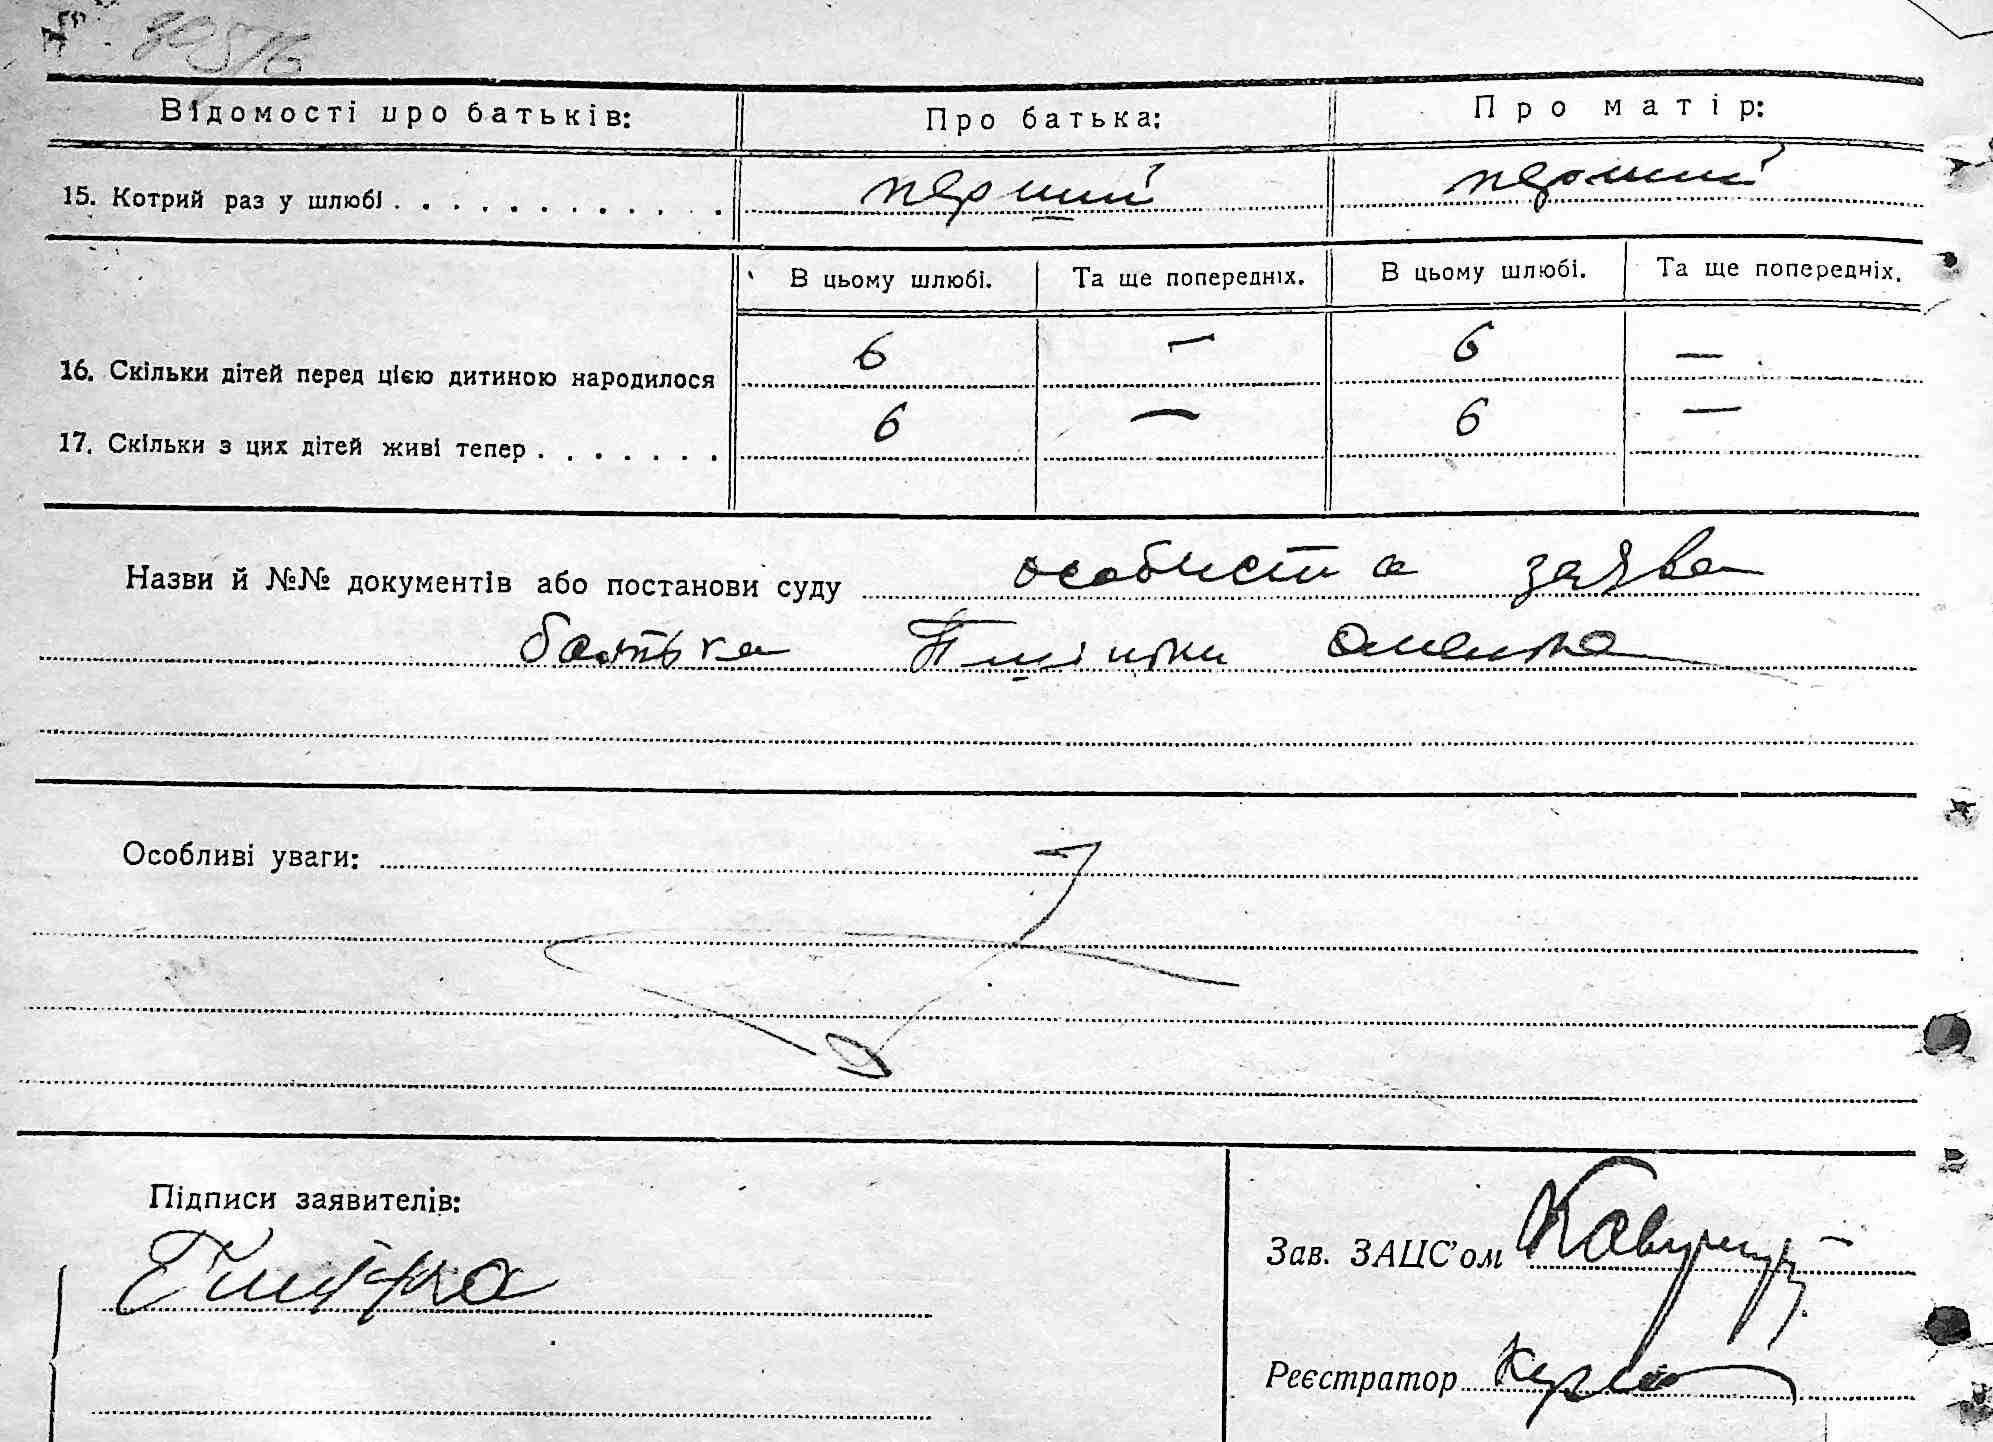 Відомості про батьків: Про батька: Про матір:
15. Котрий раз у шлюбі . . . . . . . . . . . . перший перший
В цьому шлюбі. Та ще попередніх. В цьому шлюбі. Та ще попередніх.
16. Скільки дітей перед цією дитиною народилося 6 — 6 —
17. Скільки з цих дітей живі тепер . . . . . . . 6 — 6 —
Назви й №№ документів або постанови суду особиста заява
батька
Особливі уваги:
Підписи заявителів:
Зав. ЗАЦС'ом
Реєстратор